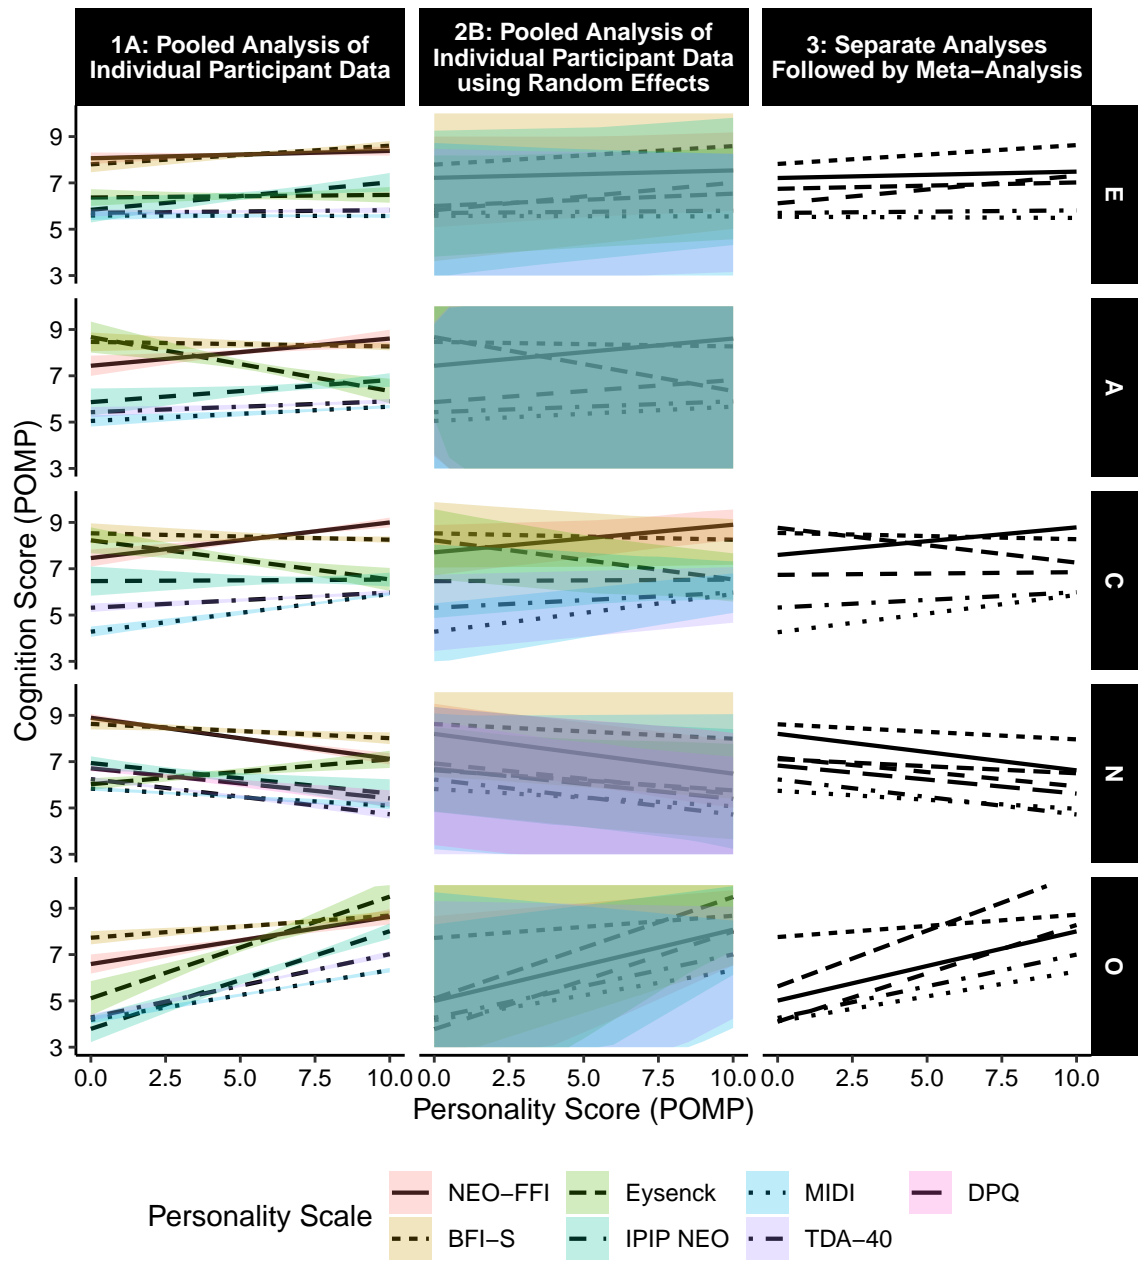 1A: Pooled Analysis of
Individual Participant Data
2B: Pooled Analysis of
Individual Participant Data
using Random Effects
3: Separate Analyses
Followed by Meta−Analysis
Cognition Score (POMP)
9
7
5
3
E
9
7
5
3
A
9
7
5
3
C
9
7
5
3
N
9
7
5
3
O
0.0 2.5 5.0 7.5 10.0 0.0 2.5 5.0 7.5 10.0 0.0 2.5 5.0 7.5 10.0
Personality Score (POMP)
Personality Scale
NEO−FFI Eysenck MIDI DPQ
BFI−S IPIP NEO TDA−40